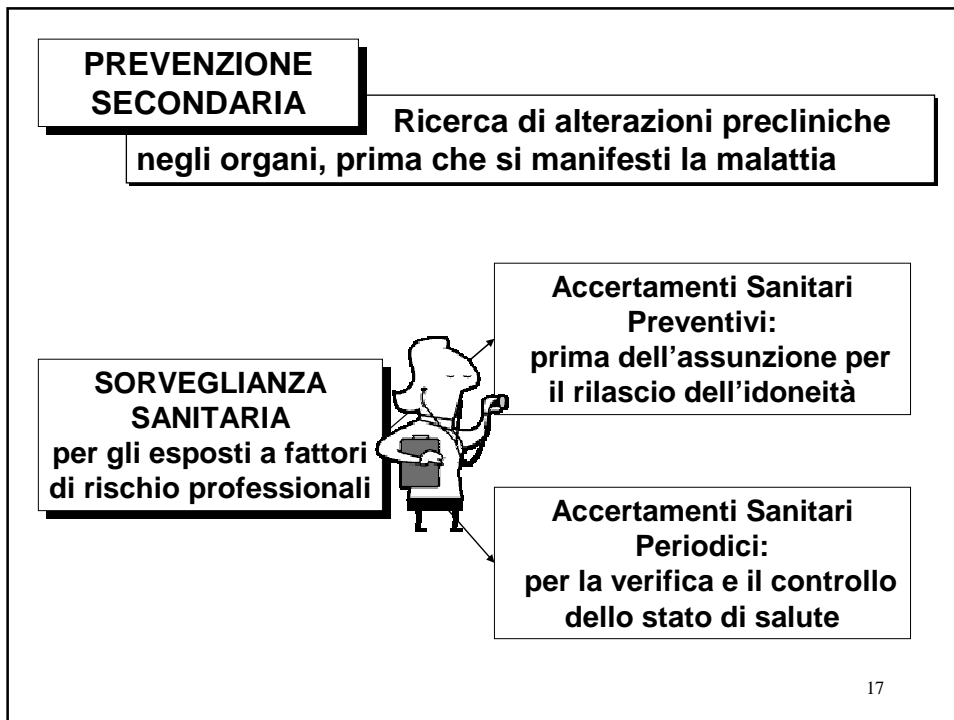 PREVENZIONE
SECONDARIA
Ricerca di alterazioni precliniche
negli organi, prima che si manifesti la malattia
SORVEGLIANZA
SANITARIA
per gli esposti a fattori
di rischio professionali
Accertamenti Sanitari
Preventivi:
prima dell’assunzione per
il rilascio dell’idoneità
Accertamenti Sanitari
Periodici:
per la verifica e il controllo
dello stato di salute
17